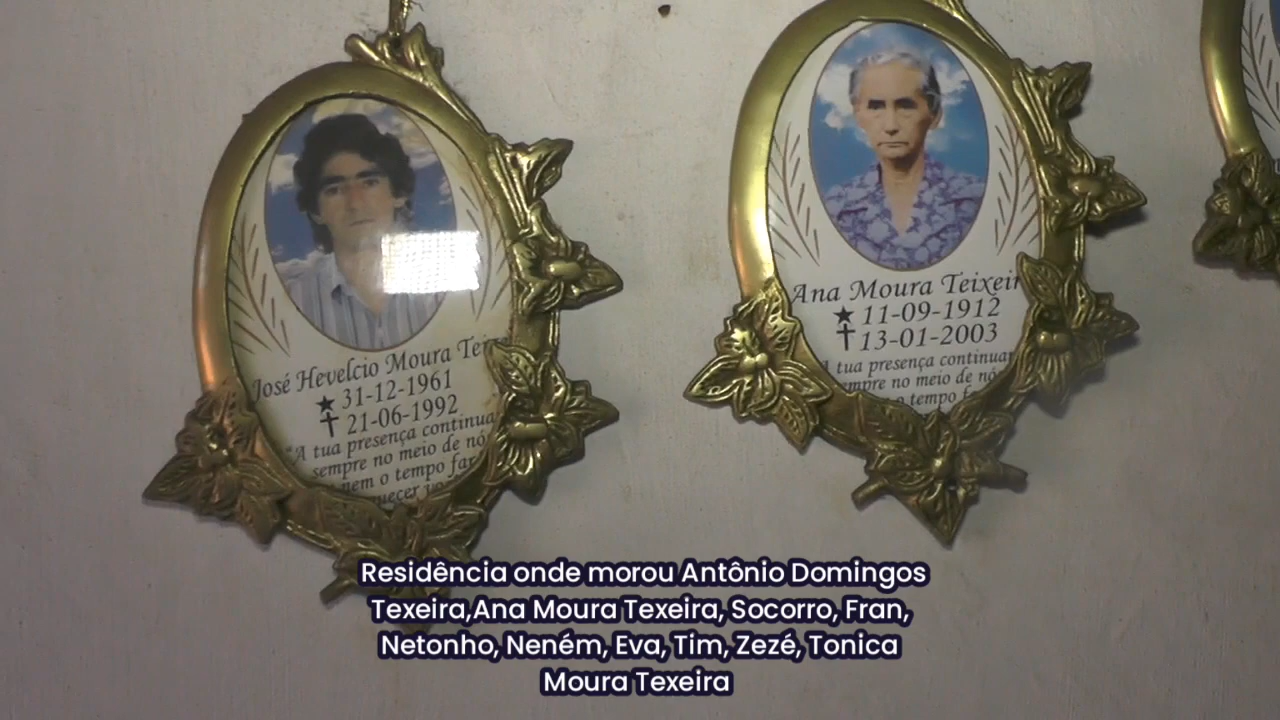 José Hevelcio Moura
31-12-1961
21-06-1992
"A tua presença continua
sempre no meio de nó
nem o tempo far
Ana Moura Teixeir
11-09-1912
13-01-2003
tua presença continua
empre no meio de nó
o tempo f
Residência onde morou Antônio Domingos
Texeira,Ana Moura Texeira, Socorro, Fran,
Netonho, Neném, Eva, Tim, Zezé, Tonica
Moura Texeira